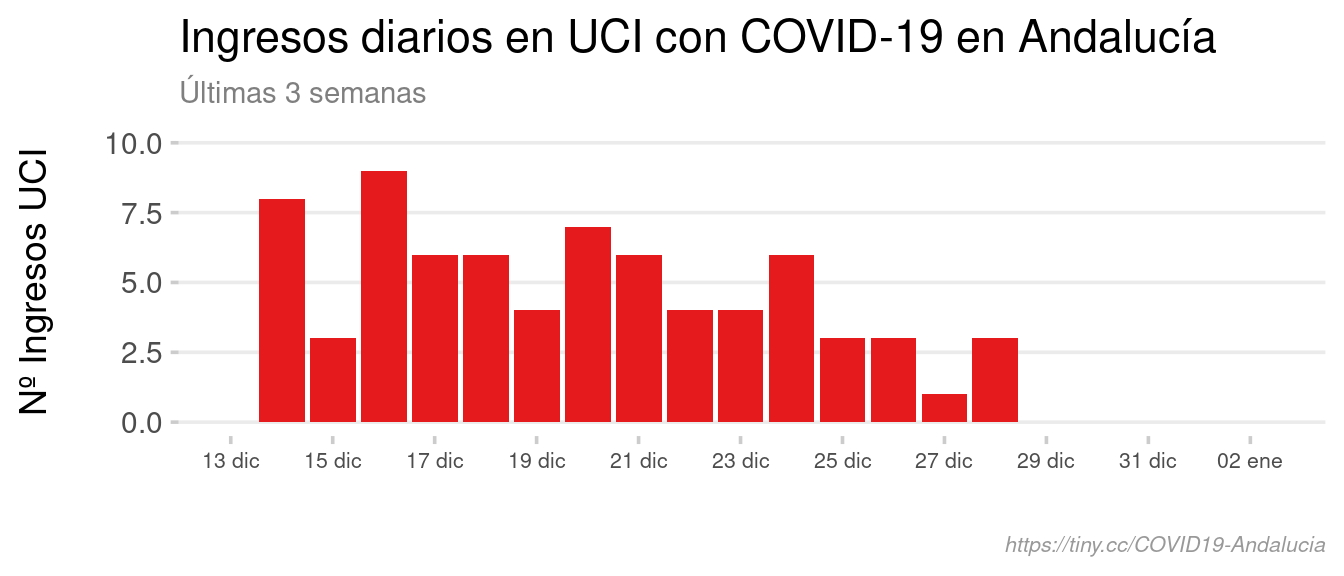 Ingresos diarios en UCI con COVID-19 en Andalucía
Últimas 3 semanas
Nº Ingresos UCI
10.0
7.5
5.0
2.5
0.0
13 dic 15 dic 17 dic 19 dic 21 dic 23 dic 25 dic 27 dic 29 dic 31 dic 02 ene
https://tiny.cc/COVID19-Andalucia